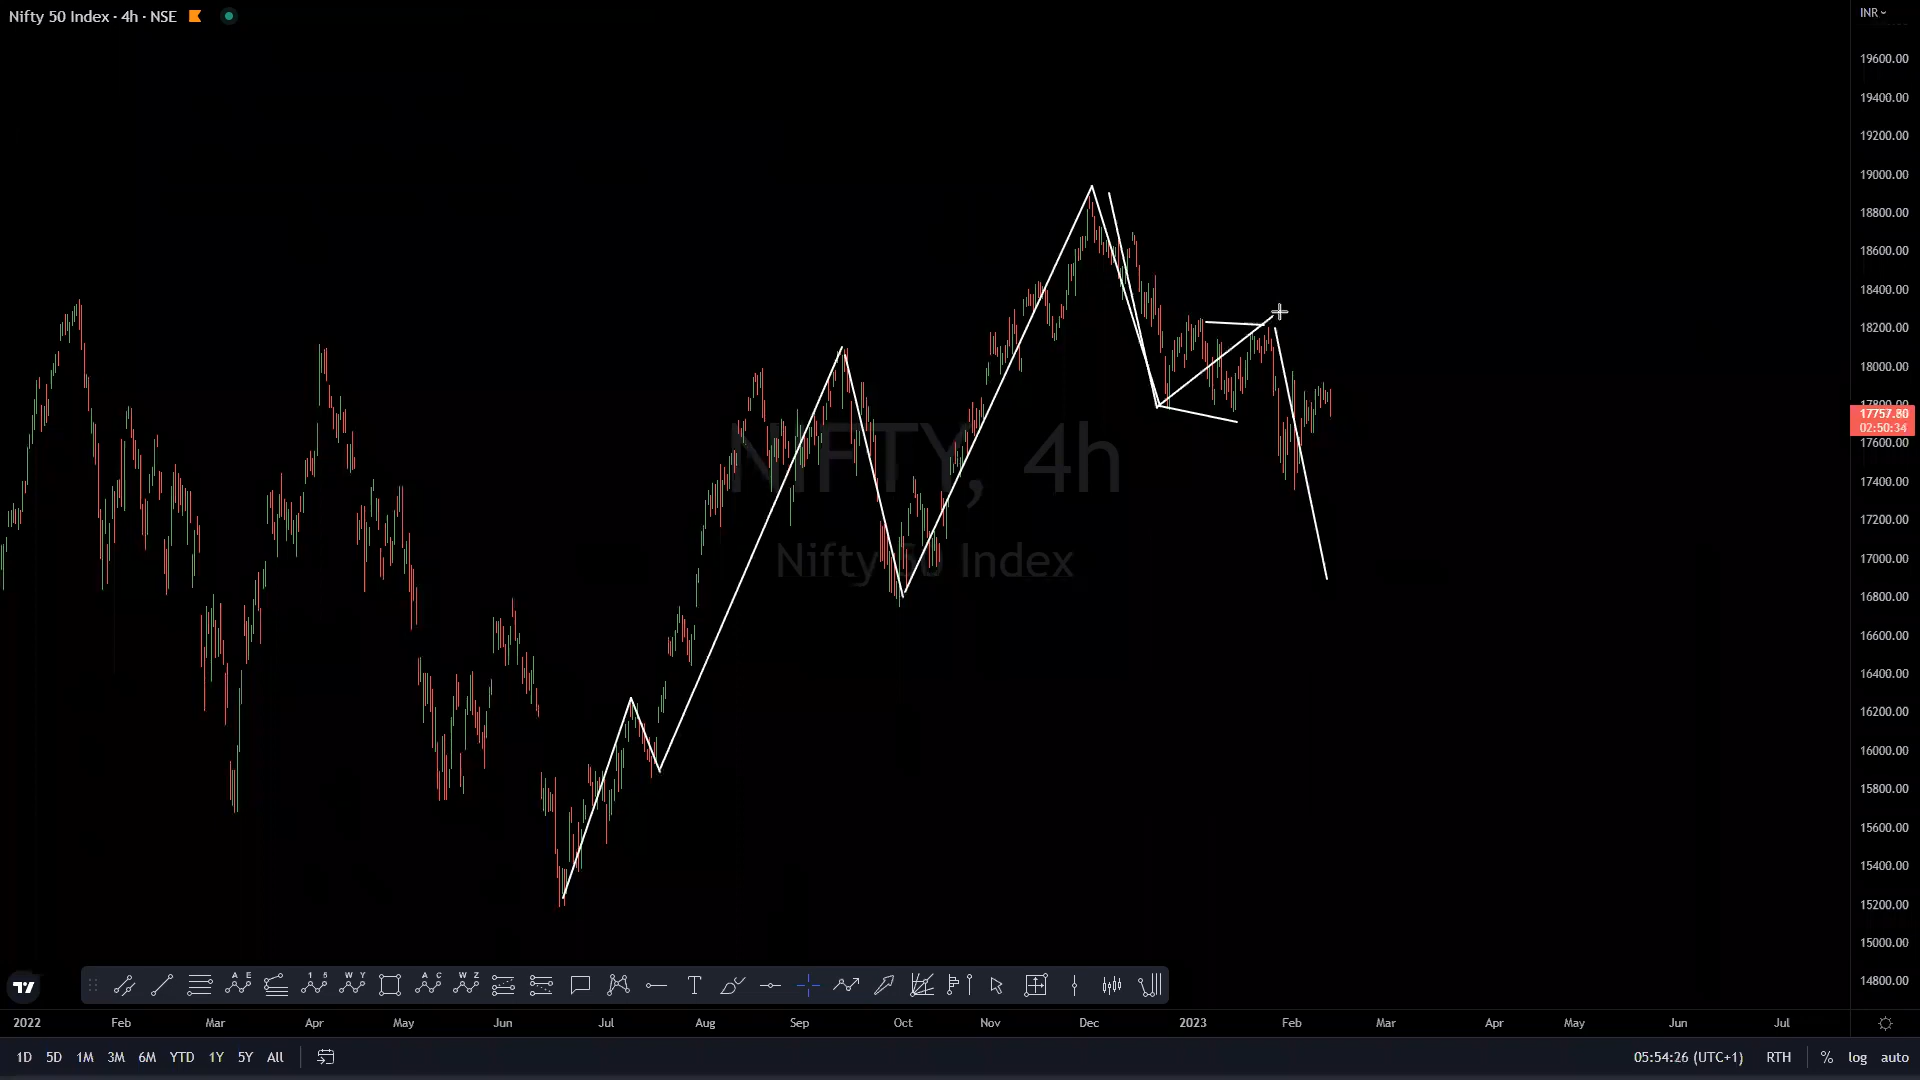 Nifty 50 Index · 4h · NSE
INR
19600.00
19400.00
19200.00
19000.00
18800.00
18600.00
18400.00
18200.00
18000.00
17800.00
17757.80
02:50:34
17600.00
17400.00
17200.00
17000.00
16800.00
16600.00
16400.00
16200.00
16000.00
15800.00
15600.00
15400.00
15200.00
15000.00
14800.00
NIFTY, 4h
Nifty 50 Index
A E
1 5
W Y
A C
W Z
T
2022 Feb Mar Apr May Jun Jul Aug Sep Oct Nov Dec 2023 Feb Mar Apr May Jun Jul
1D 5D 1M 3M 6M YTD 1Y 5Y All 05:54:26 (UTC+1) RTH % log auto